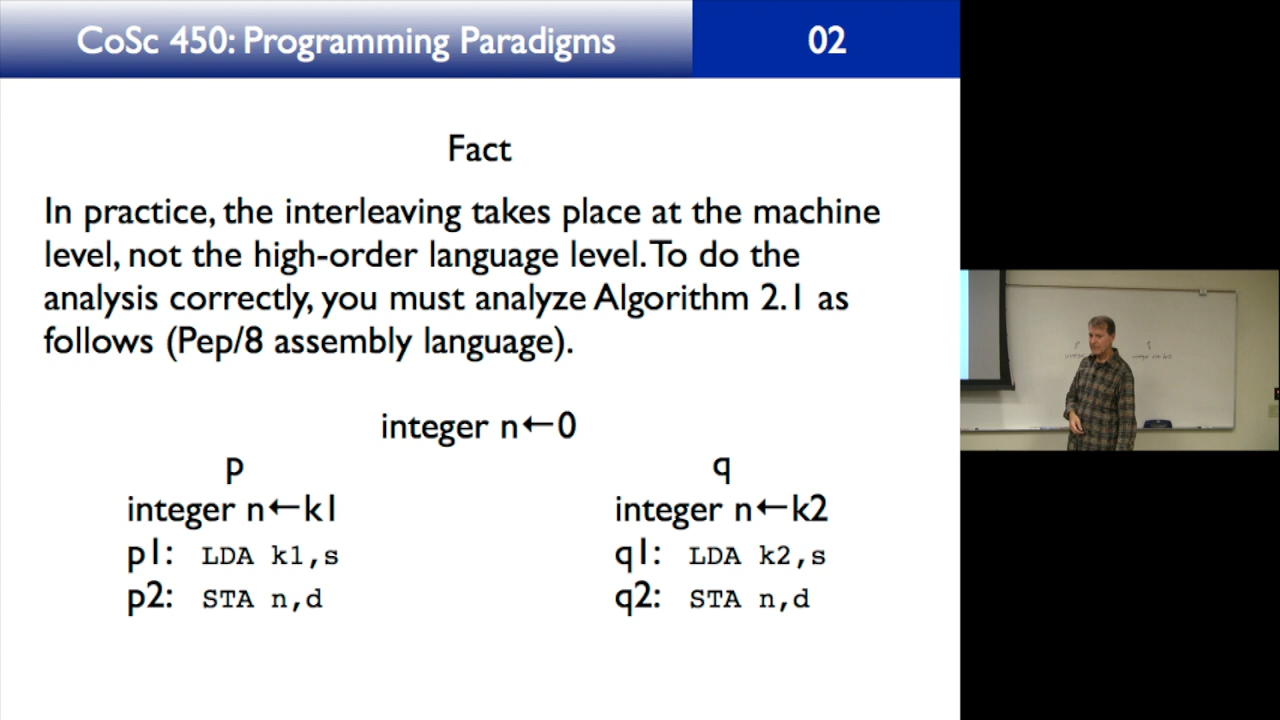 CoSc 450: Programming Paradigms
02
Fact
In practice, the interleaving takes place at the machine
level, not the high-order language level. To do the
analysis correctly, you must analyze Algorithm 2.1 as
follows (Pep/8 assembly language).
integer n←0
p
q
integer n←k1
integer n←k2
p1: LDA k1,s
q1: LDA k2,s
p2: STA n,d
q2: STA n,d